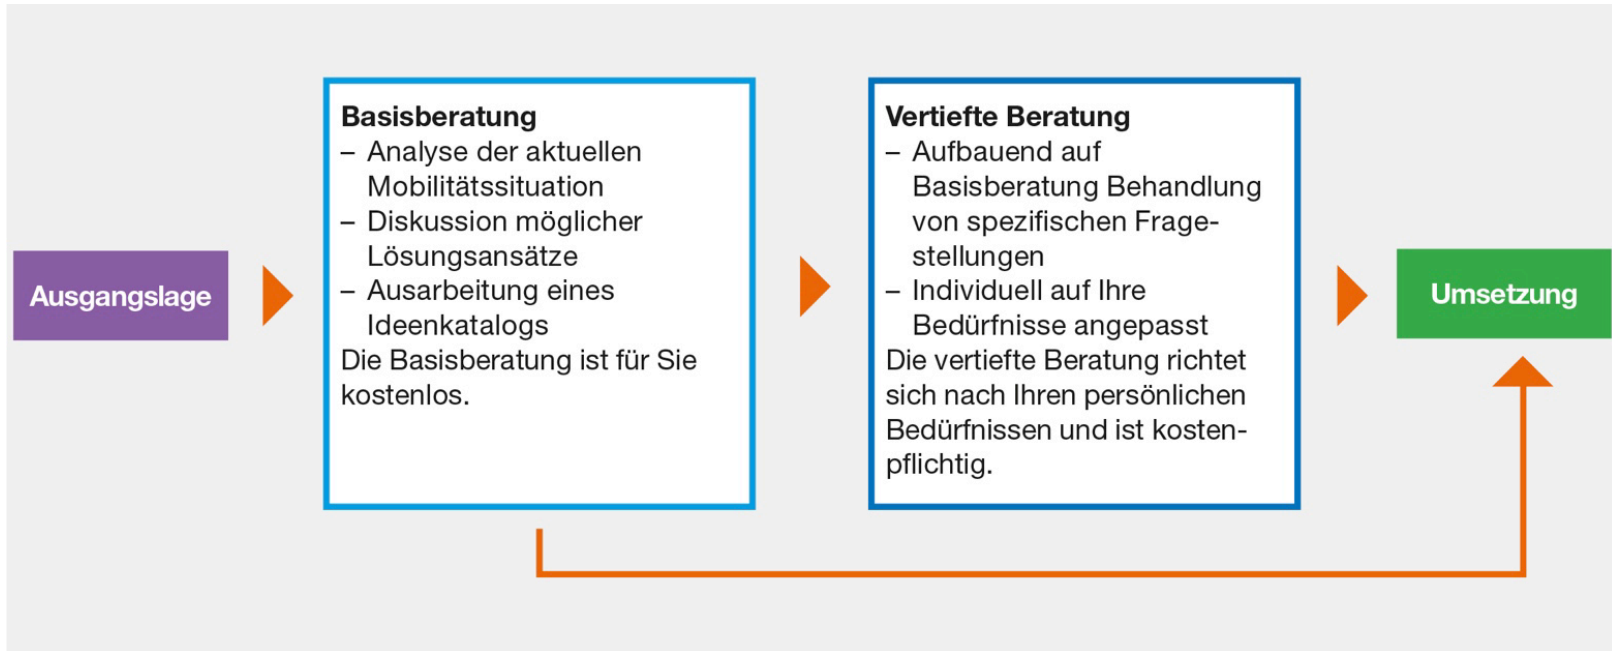 Ausgangslage
Basisberatung
– Analyse der aktuellen
Mobilitätssituation
– Diskussion möglicher
Lösungsansätze
– Ausarbeitung eines
Ideenkatalogs
Die Basisberatung ist für Sie
kostenlos.
Vertiefte Beratung
– Aufbauend auf
Basisberatung Behandlung
von spezifischen Frage-
stellungen
– Individuell auf Ihre
Bedürfnisse angepasst
Die vertiefte Beratung richtet
sich nach Ihren persönlichen
Bedürfnissen und ist kosten-
pflichtig.
Umsetzung